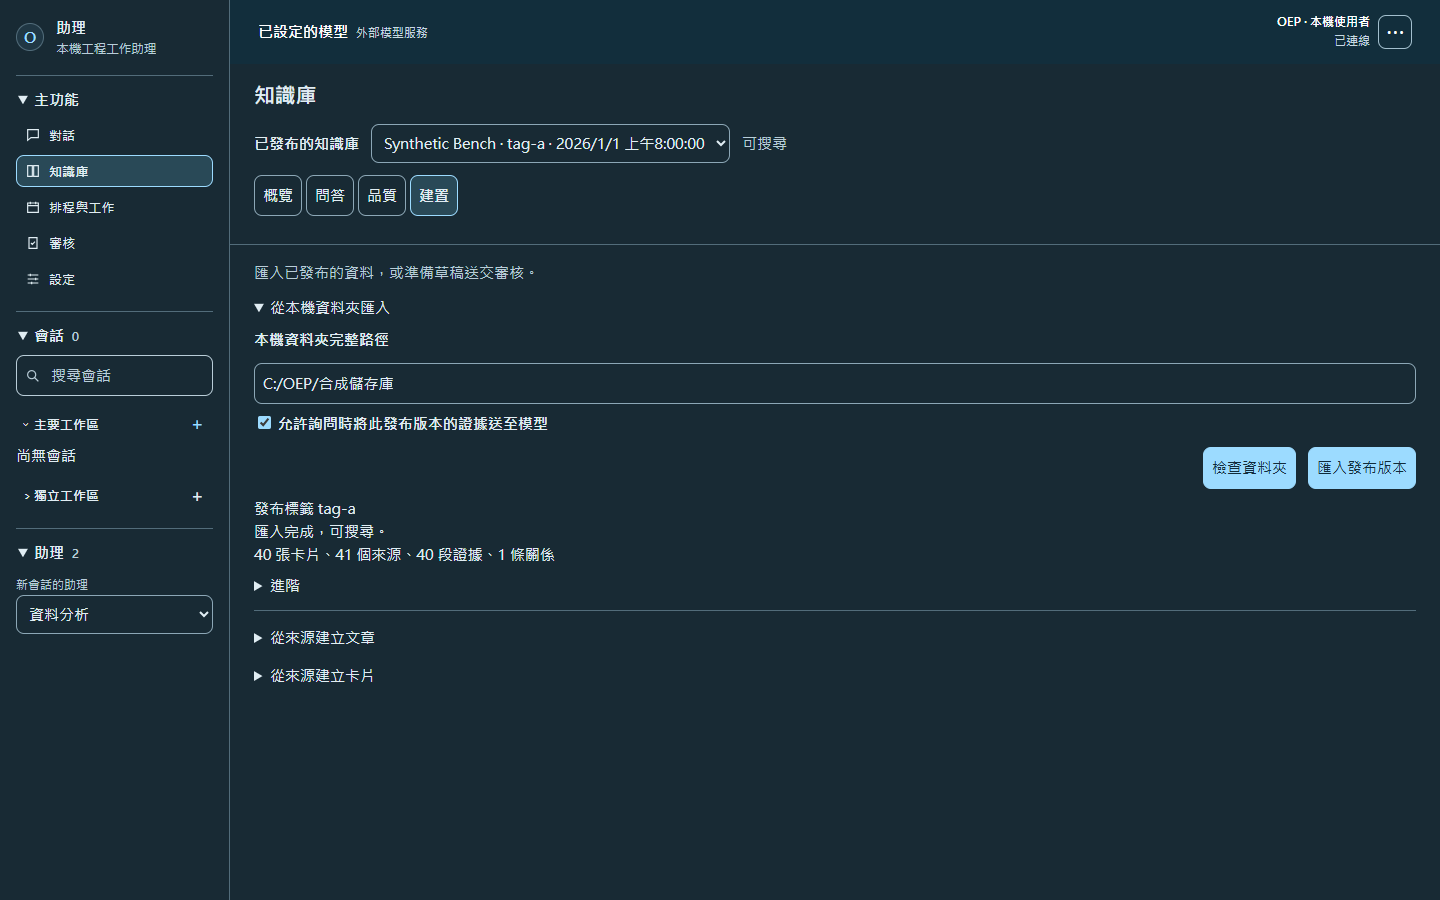 O
助理
本機工程工作助理
主功能
對話
知識庫
排程與工作
審核
設定
會話 0
搜尋會話
主要工作區 +
尚無會話
獨立工作區 +
助理 2
新會話的助理
資料分析
已設定的模型 外部模型服務
OEP · 本機使用者
已連線
知識庫
已發布的知識庫 Synthetic Bench · tag-a · 2026/1/1 上午8:00:00 可搜尋
概覽 問答 品質 建置
匯入已發布的資料，或準備草稿送交審核。
從本機資料夾匯入
本機資料夾完整路徑
C:/OEP/合成儲存庫
允許詢問時將此發布版本的證據送至模型
檢查資料夾 匯入發布版本
發布標籤 tag-a
匯入完成，可搜尋。
40 張卡片、41 個來源、40 段證據、1 條關係
進階
從來源建立文章
從來源建立卡片